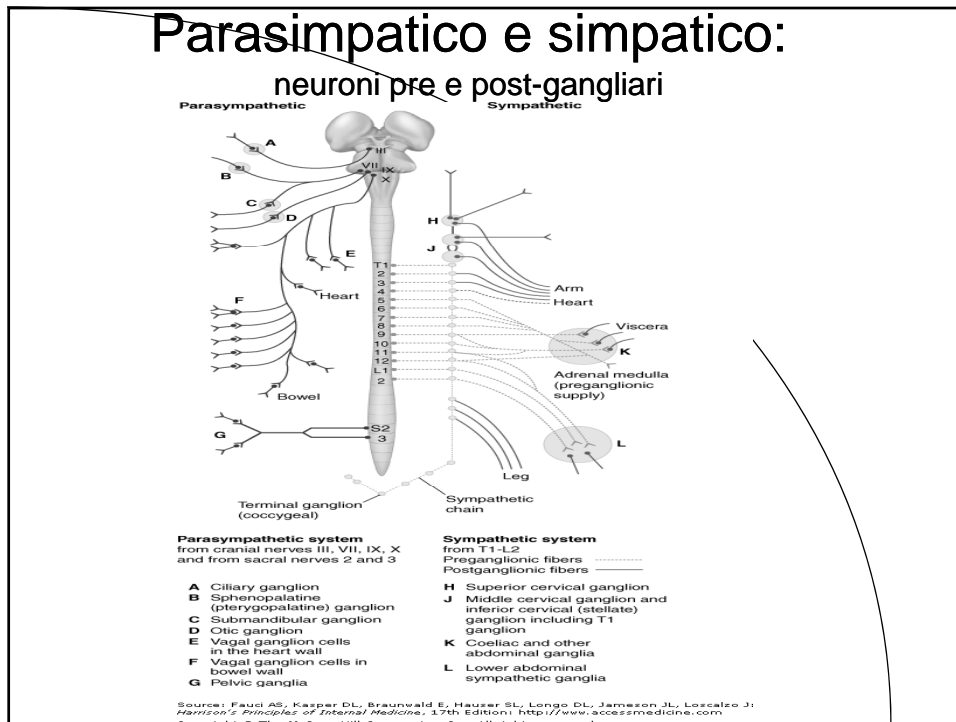 Parasimpatico e simpatico:
neuroni pre e post-gangliari
Parasympathetic
Sympathetic
A
III
VII
IX
X
B
C
D
H
E
J
T1
2
3
4
5
6
7
8
9
10
11
12
L1
2
Heart
Arm
Heart
F
Viscera
K
Adrenal medulla
(preganglionic
supply)
Bowel
G
S2
3
L
Leg
Terminal ganglion
(coccygeal)
Sympathetic
chain
Parasympathetic system
from cranial nerves III, VII, IX, X
and from sacral nerves 2 and 3
A Ciliary ganglion
B Sphenopalatine
(pterygopalatine) ganglion
C Submandibular ganglion
D Otic ganglion
E Vagal ganglion cells
in the heart wall
F Vagal ganglion cells in
bowel wall
G Pelvic ganglia
Sympathetic system
from T1-L2
Preganglionic fibers
Postganglionic fibers
H Superior cervical ganglion
J Middle cervical ganglion and
inferior cervical (stellate)
ganglion including T1
ganglion
K Coeliac and other
abdominal ganglia
L Lower abdominal
sympathetic ganglia
Source: Fauci AS, Kasper DL, Braunwald E, Hauser SL, Longo DL, Jameson JL, Loscalzo J:
Harrison's Principles of Internal Medicine, 17th Edition: http://www.accessmedicine.com